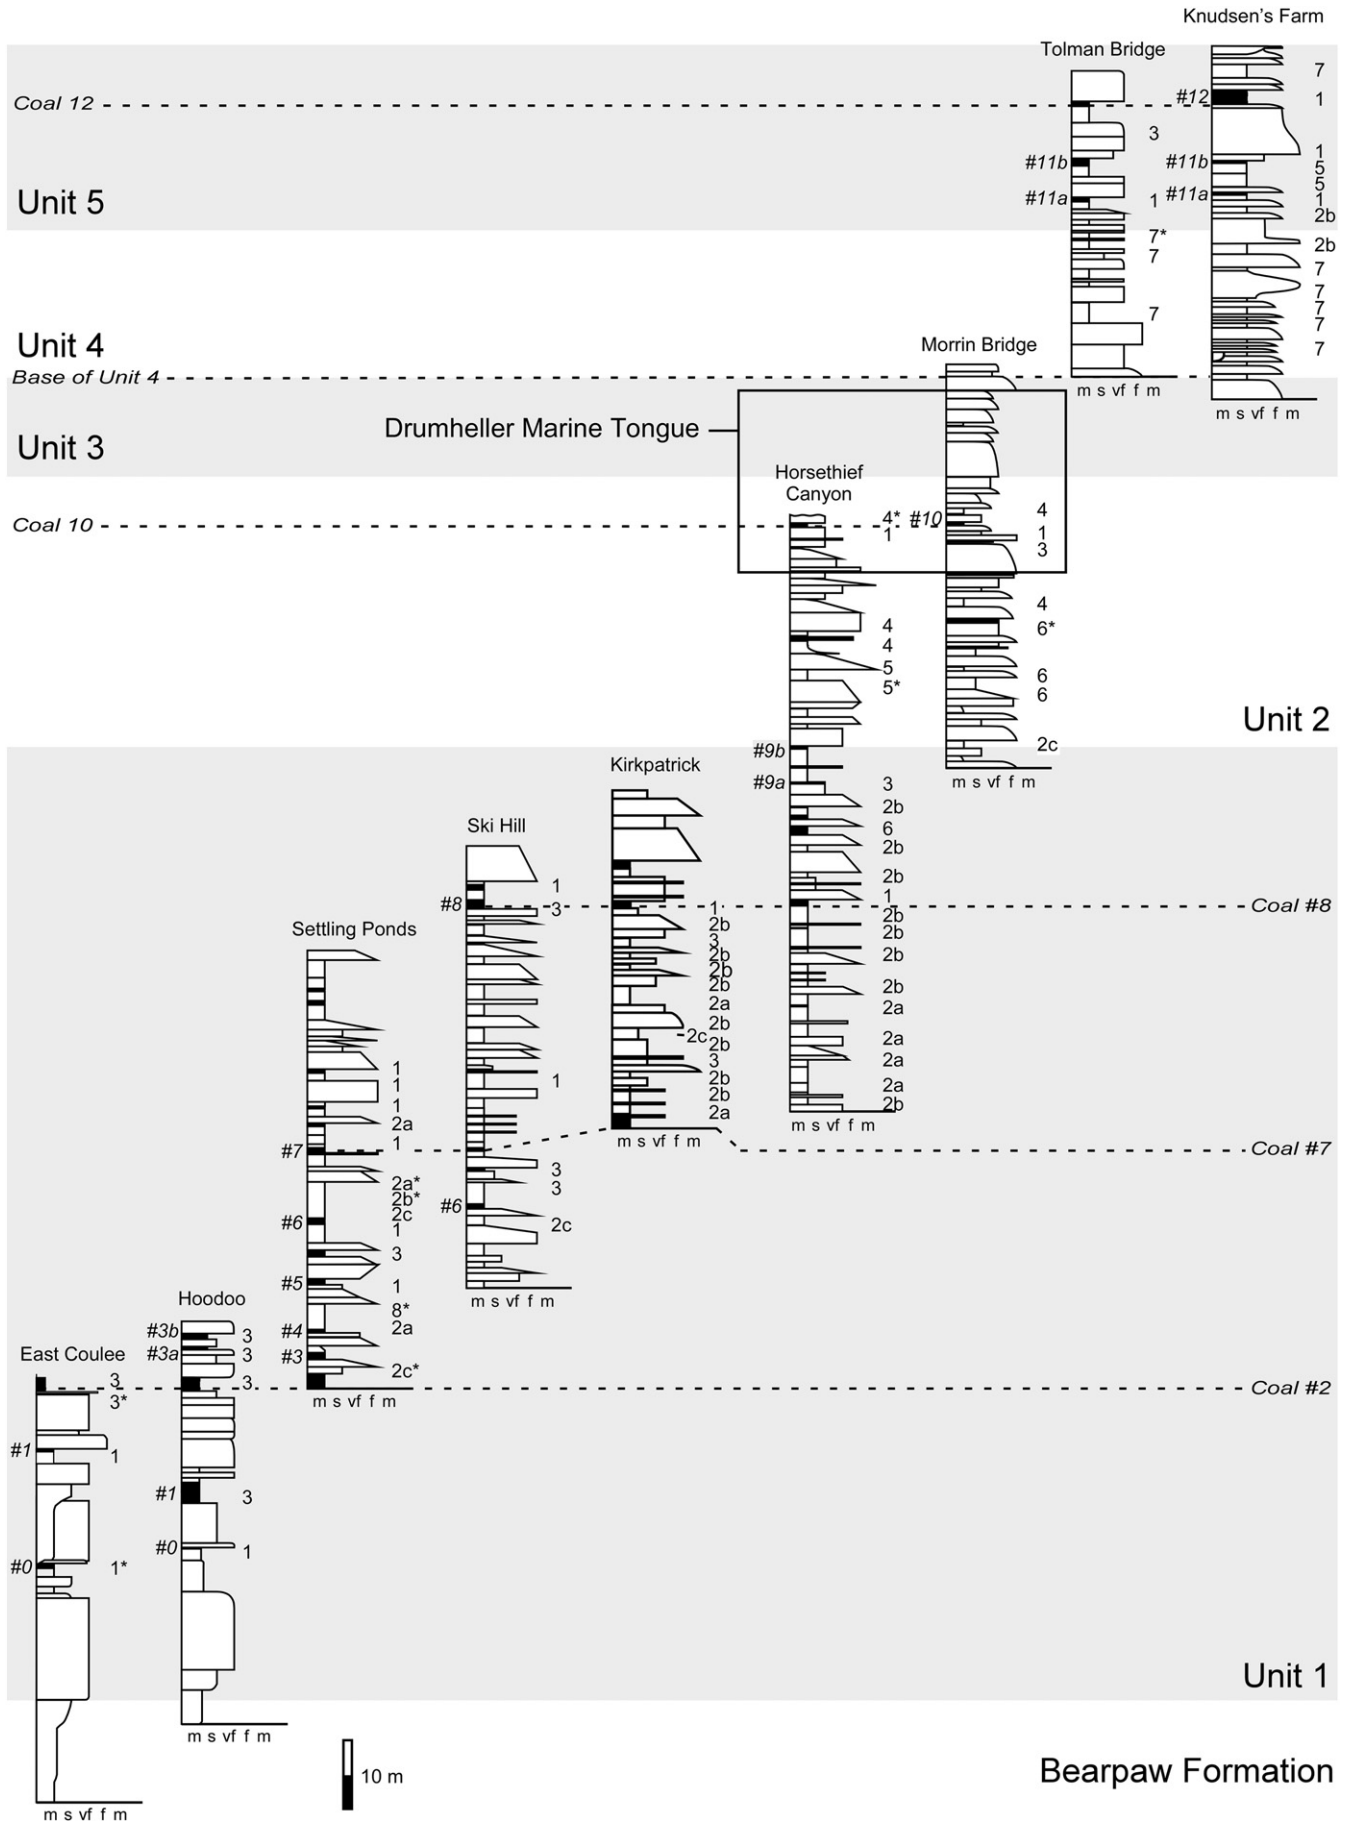 Knudsen's Farm
Tolman Bridge
7
Coal 12
#12
1
3
1
#11b
#11b
5
5
#11a
1
#11a
1
Unit 5
2b
7*
2b
7
7
7
7
7
7
7
Unit 4
Morrin Bridge
Base of Unit 4
m s vf f m
m s vf f m
Drumheller Marine Tongue
Unit 3
Horsethief
Canyon
4
Coal 10
4*
#10
1
1
3
4
4
6*
4
5
6
5*
6
Unit 2
2c
#9b
Kirkpatrick
#9a
3
m s vf f m
2b
Ski Hill
6
2b
2b
1
1
#8
3
1
2b
Coal #8
2b
2b
Settling Ponds
3
2b
2b
2b
2b
2b
2a
2a
2b
2c
2b
2a
3
2a
1
1
2b
1
2b
2a
1
2a
2b
2a
m s vf f m
1
m s vf f m
#7
Coal #7
3
2a*
3
2b*
#6
2c
#6
2c
1
3
#5
1
Hoodoo
m s vf f m
8*
#3b
3
#4
2a
East Coulee
#3a
3
#3
2c*
3
3
Coal #2
3*
m s vf f m
#1
1
#1
3
#0
1
#0
1*
Unit 1
m s vf f m
10 m
Bearpaw Formation
m s vf f m